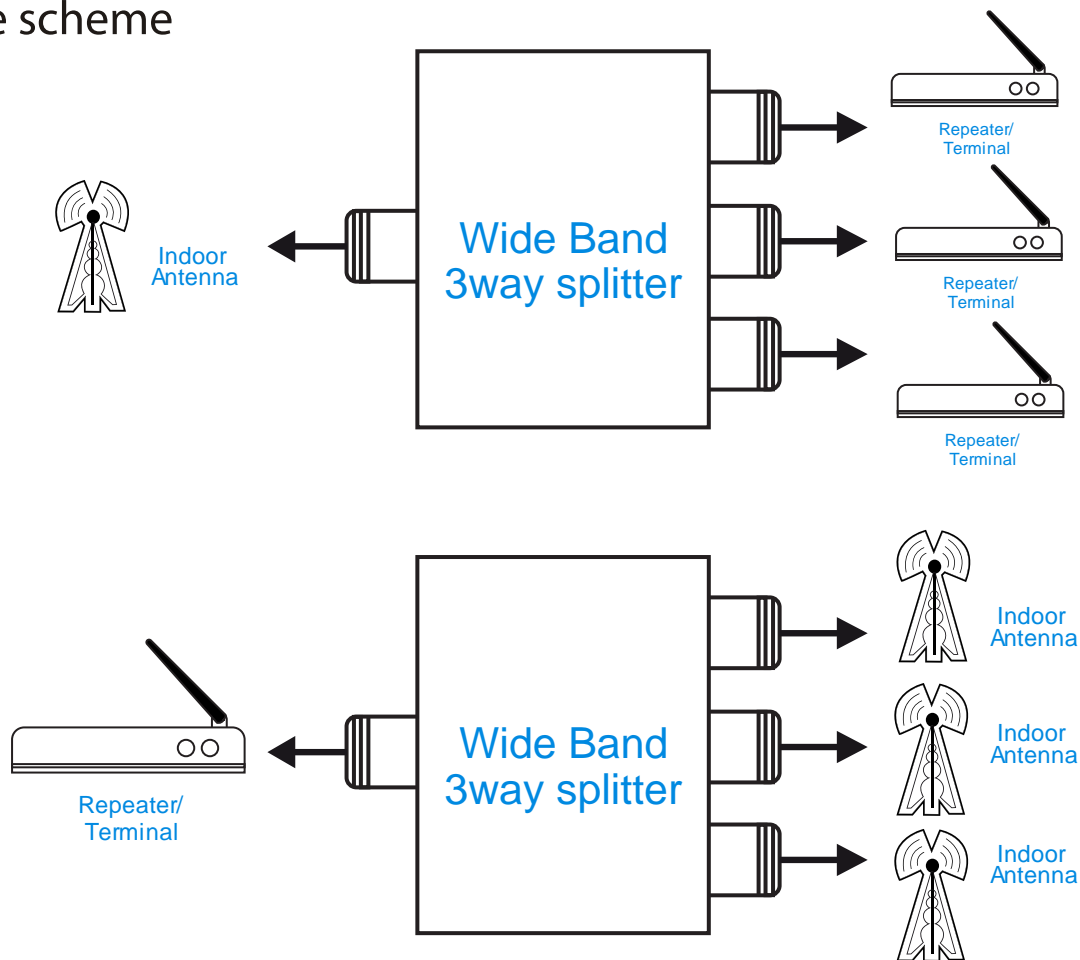 e scheme
Repeater/
Terminal
Indoor
Antenna
Wide Band
3way splitter
Repeater/
Terminal
Repeater/
Terminal
Repeater/
Terminal
Wide Band
3way splitter
Indoor
Antenna
Indoor
Antenna
Indoor
Antenna